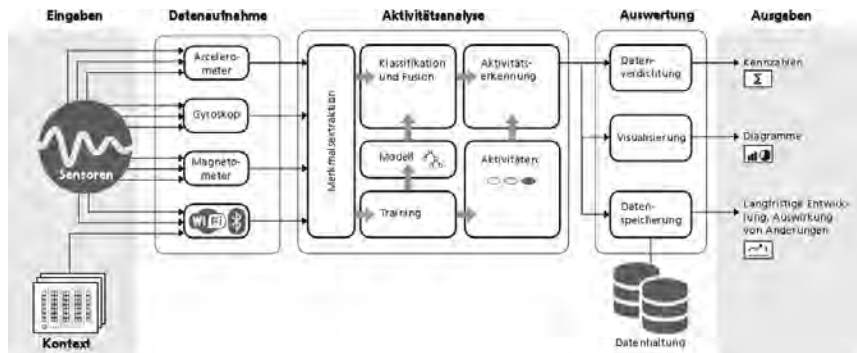 Eingaben
Datenaufnahme
Aktivitätsanalyse
Auswertung
Ausgaben
Sensoren
Kontext
Accelero-
meter
Gyroskop
Magneto-
meter
WiFi
Merkmalsextraktion
Klassifikation
und Fusion
Aktivitäts-
erkennung
Modell
Aktivitäten:
Training
Daten-
verdichtung
Visualisierung
Daten-
speicherung
Datenhaltung
Kennzahlen
Σ
Diagramme
Langfristige Entwick-
lung, Auswirkung
von Änderungen